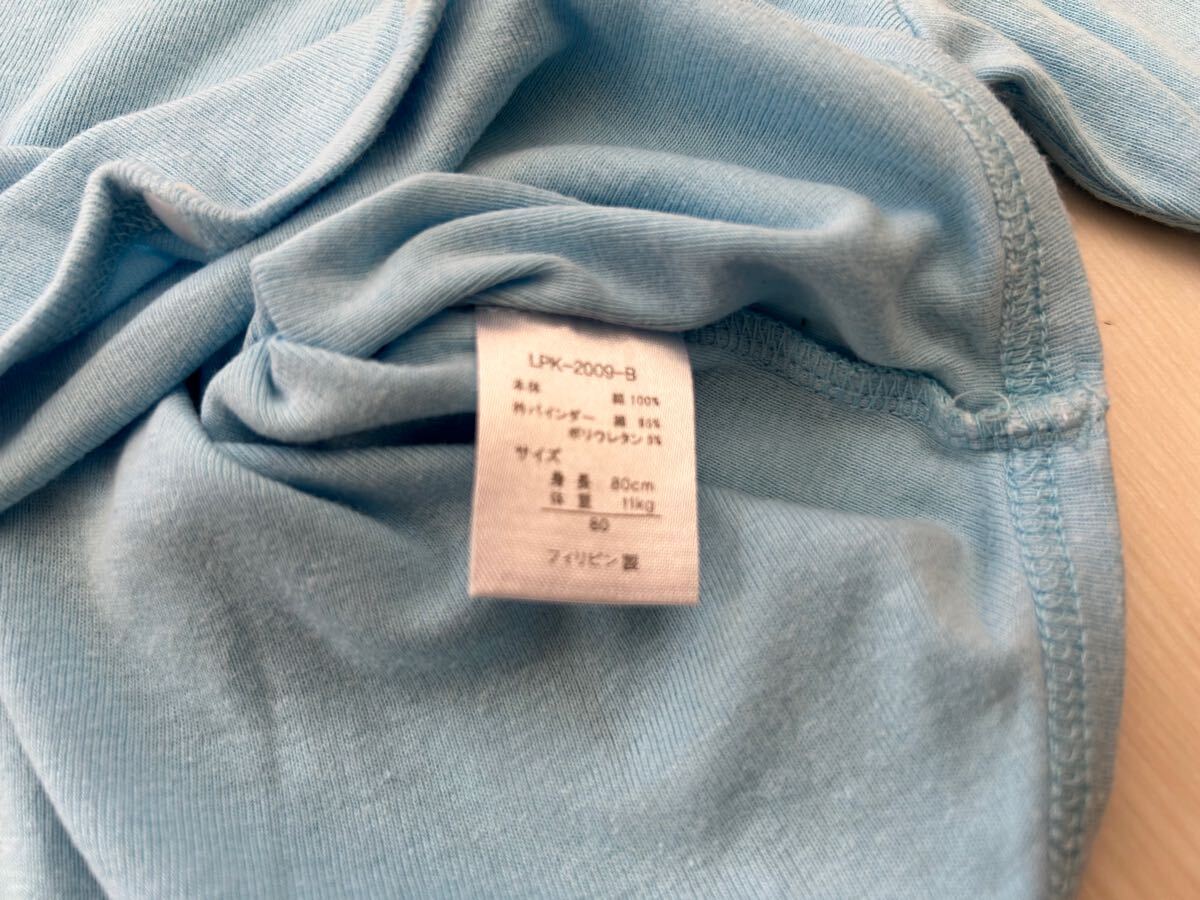 LPK-2009-B
本体 綿 100%
衿バインダー 綿 95%
ポリウレタン 5%
サイズ
身長 80cm
体重 11kg
80
フィリピン製